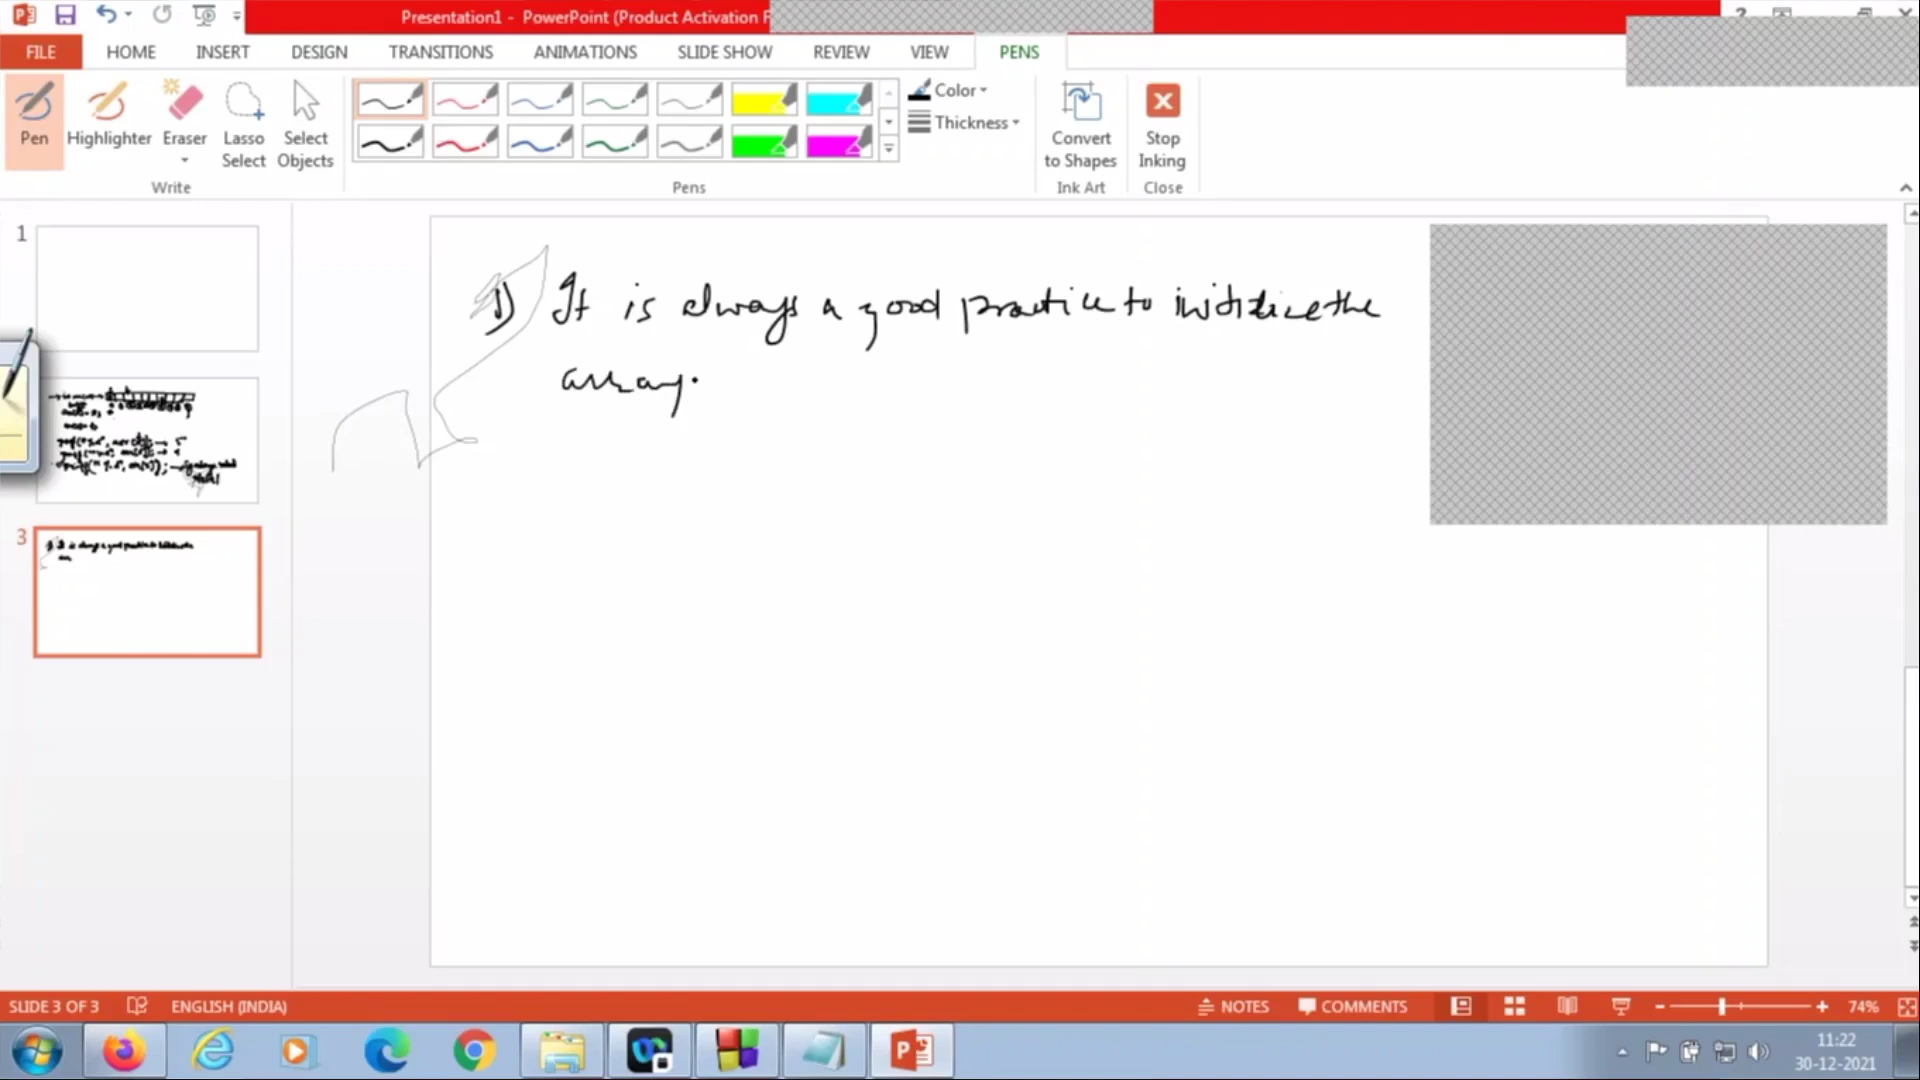 Presentation1 - PowerPoint (Product Activation F
?
FILE HOME INSERT DESIGN TRANSITIONS ANIMATIONS SLIDE SHOW REVIEW VIEW PENS
Pen Highlighter Eraser Lasso Select Select Objects
Color
Thickness
Convert to Shapes
Stop Inking
Write Pens Ink Art Close
1
3
1) It is always a good practice to initialize the
array.
SLIDE 3 OF 3 ENGLISH (INDIA) NOTES COMMENTS 74%
11:22
30-12-2021